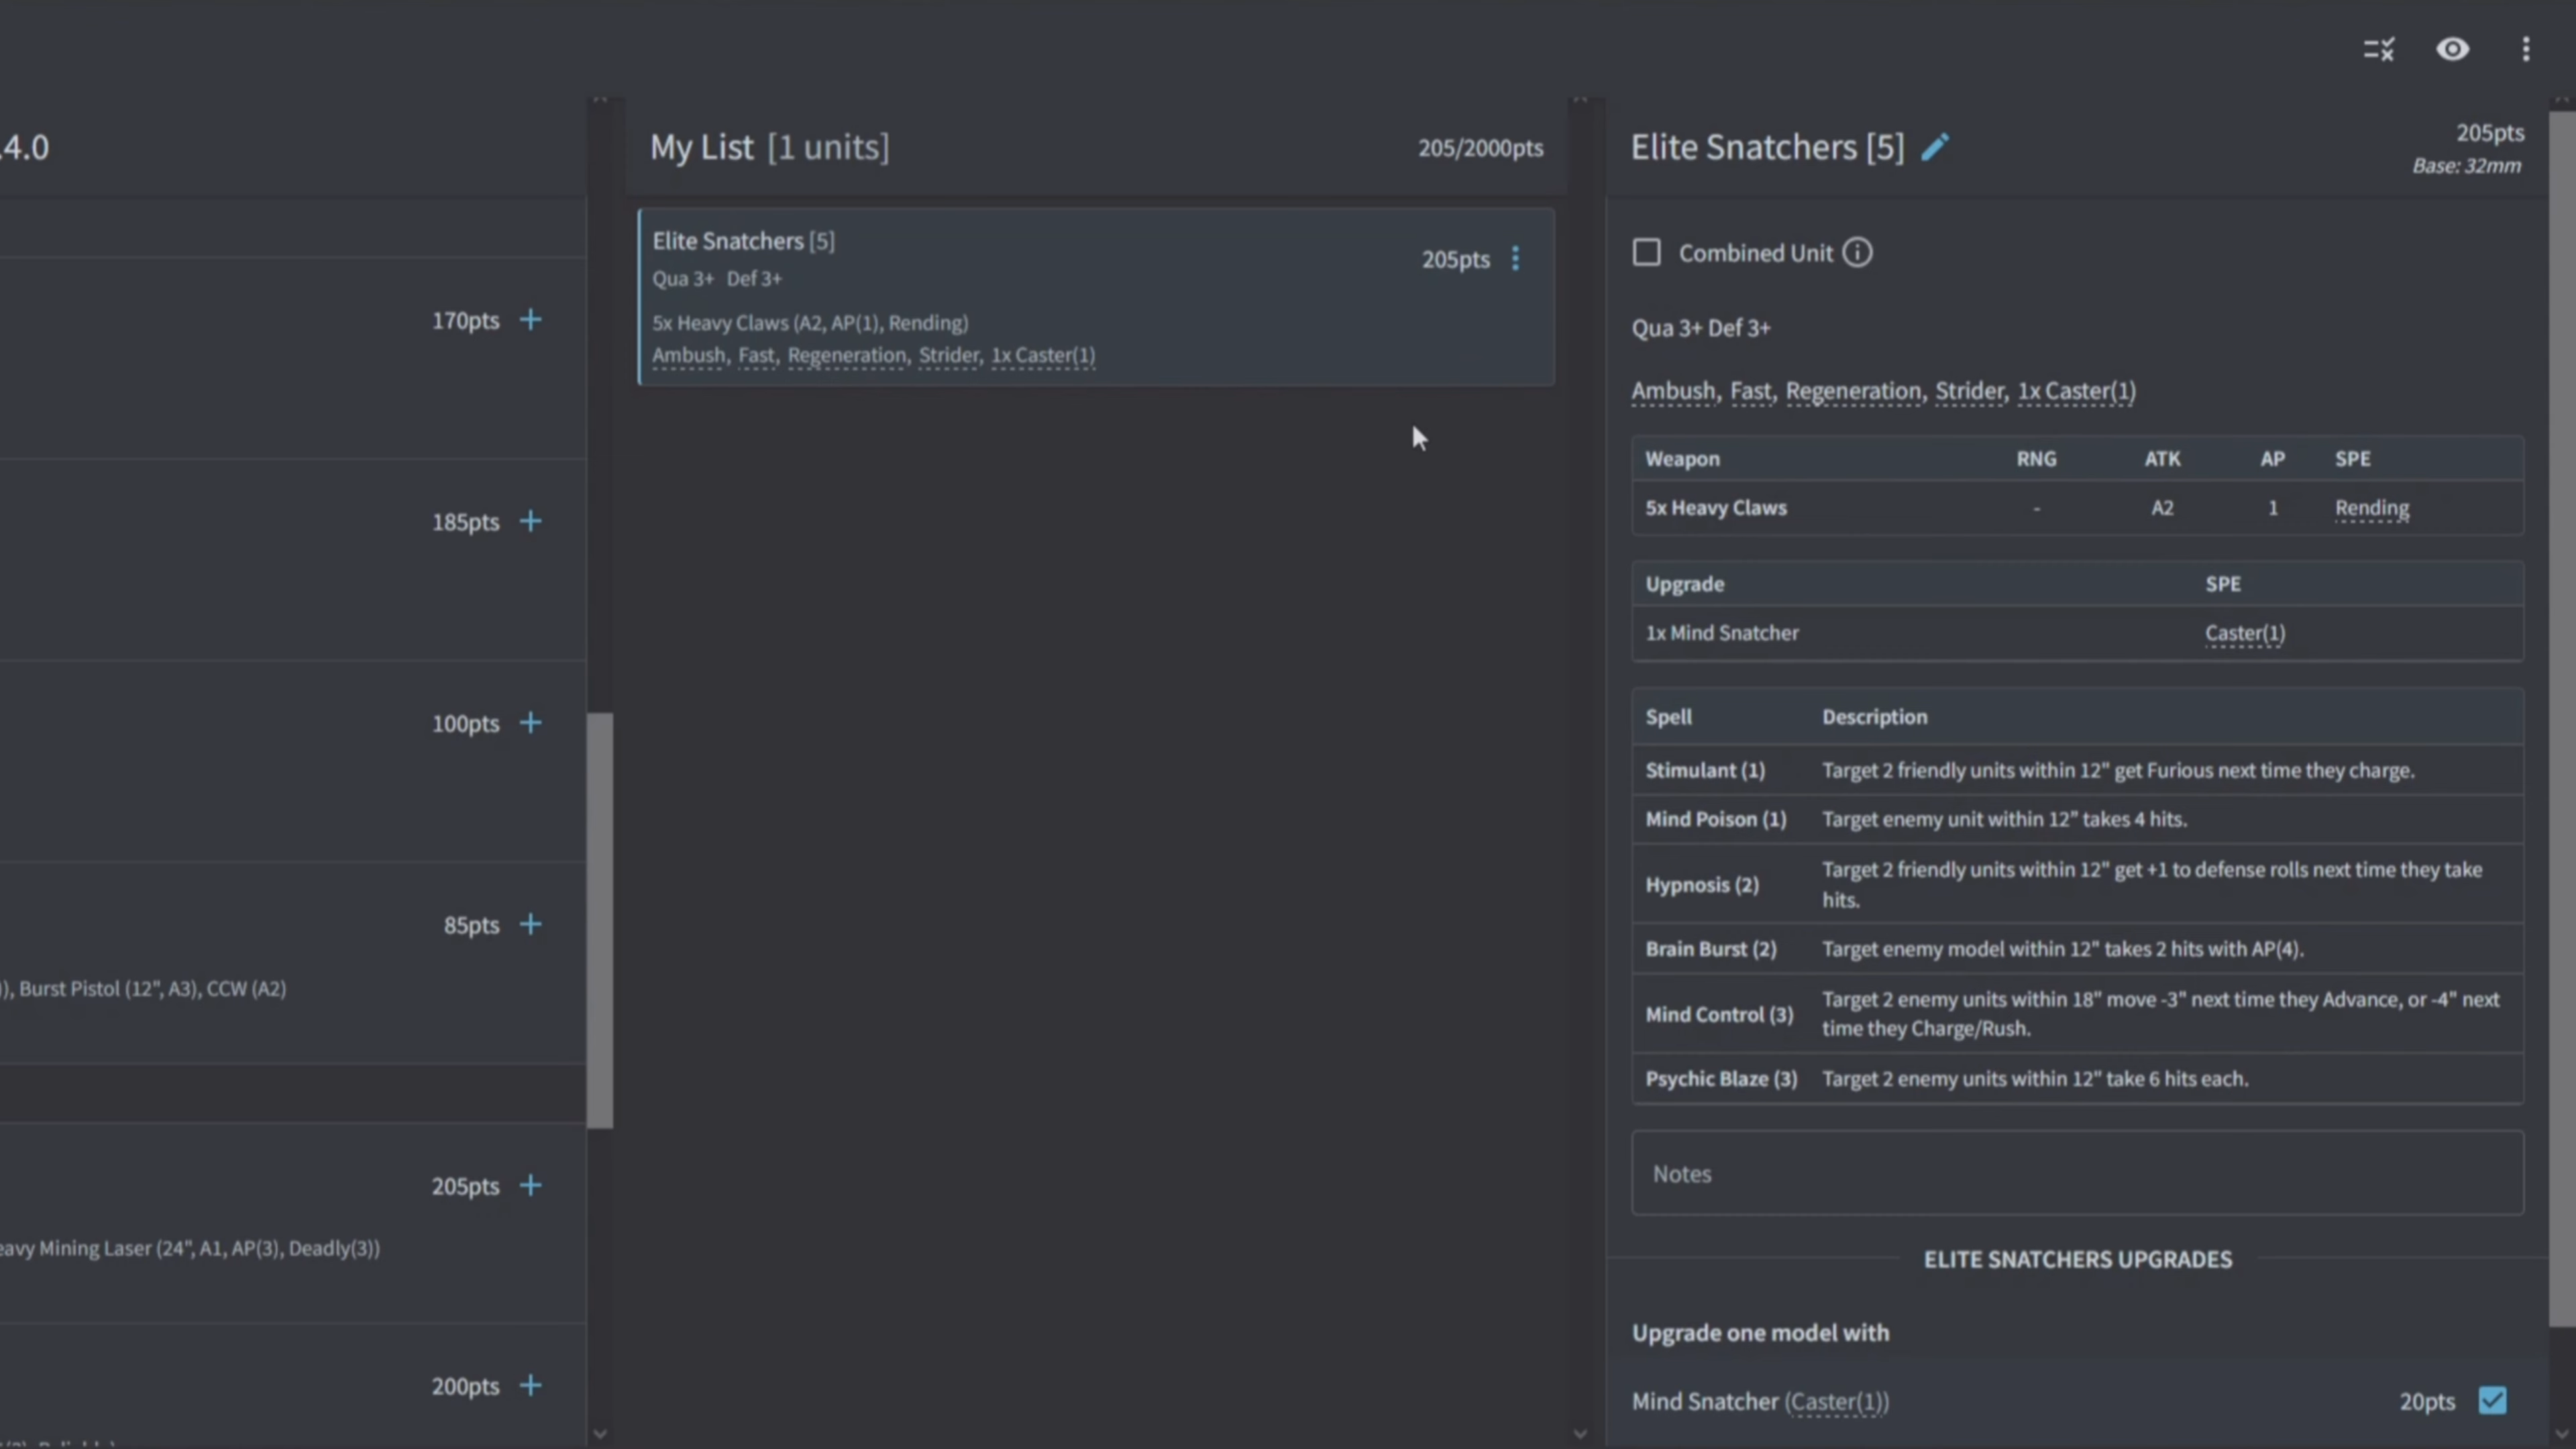 .4.0
170pts
185pts
100pts
85pts
, Burst Pistol (12", A3), CCW (A2)
205pts
eavy Mining Laser (24", A1, AP(3), Deadly(3))
200pts
My List [1 units]
205/2000pts
Elite Snatchers [5]
205pts
Qua 3+ Def 3+
5x Heavy Claws (A2, AP(1), Rending)
Ambush, Fast, Regeneration, Strider, 1x Caster(1)
Elite Snatchers [5]
205pts
Base: 32mm
Combined Unit
Qua 3+ Def 3+
Ambush, Fast, Regeneration, Strider, 1x Caster(1)
Weapon RNG ATK AP SPE
5x Heavy Claws - A2 1 Rending
Upgrade SPE
1x Mind Snatcher Caster(1)
Spell Description
Stimulant (1) Target 2 friendly units within 12" get Furious next time they charge.
Mind Poison (1) Target enemy unit within 12" takes 4 hits.
Hypnosis (2) Target 2 friendly units within 12" get +1 to defense rolls next time they take
hits.
Brain Burst (2) Target enemy model within 12" takes 2 hits with AP(4).
Mind Control (3) Target 2 enemy units within 18" move -3" next time they Advance, or -4" next
time they Charge/Rush.
Psychic Blaze (3) Target 2 enemy units within 12" take 6 hits each.
Notes
ELITE SNATCHERS UPGRADES
Upgrade one model with
Mind Snatcher (Caster(1)) 20pts